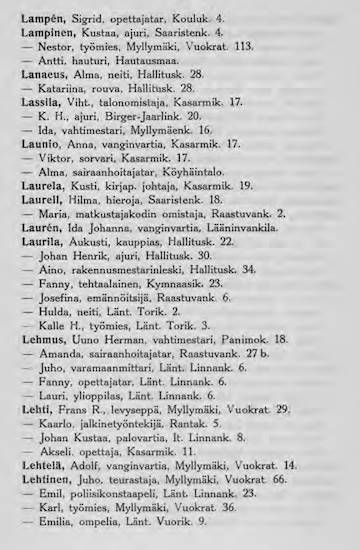 Lampén, Sigrid, opettajatar, Kouluk. 4.
Lampinen, Kustaa, ajuri, Saaristenk. 4.
— Nestor, työmies, Myllymäki, Vuokrat. 113.
— Antti, hauturi, Hautausmaa.
Lanaeus, Alma, neiti, Hallitusk. 28.
— Katariina, rouva, Hallitusk. 28.
Lassila, Viht., talonomistaja, Kasarmik. 17.
— K. H., ajuri, Birger-Jaarlink. 20.
— Ida, vahtimestari, Myllymäenk. 16.
Launio, Anna, vanginvartia, Kasarmik. 17.
— Viktor, sorvari, Kasarmik. 17.
— Alma, sairaanhoitajatar, Köyhäintalo.
Laurela, Kusti, kirjap. johtaja, Kasarmik. 19.
Laurell, Hilma, hieroja, Saaristenk. 18.
— Maria, matkustajakodin omistaja, Raastuvank. 2.
Laurén, Ida Johanna, vanginvartia, Lääninvankila.
Laurila, Aukusti, kauppias, Hallitusk. 22.
— Johan Henrik, ajuri, Hallitusk. 30.
— Aino, rakennusmestarinleski, Hallitusk. 34.
— Fanny, tehtaalainen, Kymnaasik. 23.
— Josefina, emännöitsijä, Raastuvank. 6.
— Hulda, neiti, Länt. Torik. 2.
— Kalle H., työmies, Länt. Torik. 3.
Lehmus, Uuno Herman, vahtimestari, Panimok. 18.
— Amanda, sairaanhoitajatar, Raastuvank. 27 b.
— Juho, varamaanmittari, Länt. Linnank. 6.
— Fanny, opettajatar, Länt. Linnank. 6.
— Lauri, ylioppilas, Länt. Linnank. 6.
Lehti, Frans R., levyseppä, Myllymäki, Vuokrat. 29.
— Kaarlo, jalkinetyöntekijä, Rantak. 5.
— Johan Kustaa, palovartia, It. Linnank. 8.
— Akseli, opettaja, Kasarmik. 11.
Lehtelä, Adolf, vanginvartia, Myllymäki, Vuokrat. 14.
Lehtinen, Juho, teurastaja, Myllymäki, Vuokrat. 66.
— Emil, poliisikonstaapeli, Länt. Linnank. 23.
— Karl, työmies, Myllymäki, Vuokrat. 36.
— Emilia, ompelia, Länt. Vuorik. 9.